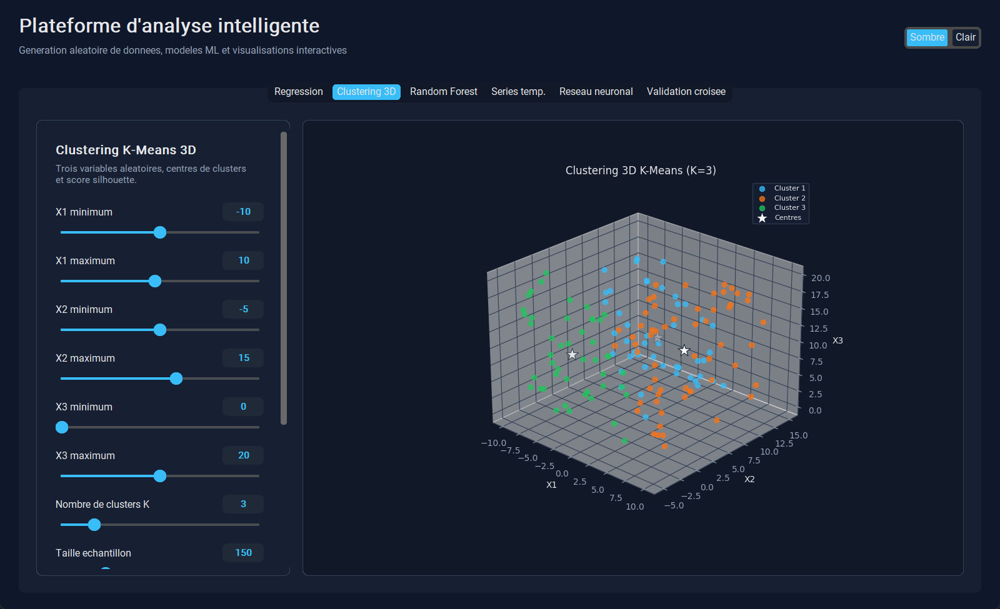 Plateforme d'analyse intelligente
Generation aleatoire de donnees, modeles ML et visualisations interactives
Sombre Clair
Regression Clustering 3D Random Forest Series temp. Reseau neuronal Validation croisee
Clustering K-Means 3D
Trois variables aleatoires, centres de clusters
et score silhouette.
X1 minimum -10
X1 maximum 10
X2 minimum -5
X2 maximum 15
X3 minimum 0
X3 maximum 20
Nombre de clusters K 3
Taille echantillon 150
Clustering 3D K-Means (K=3)
Cluster 1
Cluster 2
Cluster 3
Centres
20.0
17.5
15.0
12.5
10.0
7.5
5.0
2.5
0.0
X3
−10.0
−7.5
−5.0
−2.5
0.0
2.5
5.0
7.5
10.0
X1
−5.0
−2.5
0.0
2.5
5.0
7.5
10.0
12.5
15.0
X2